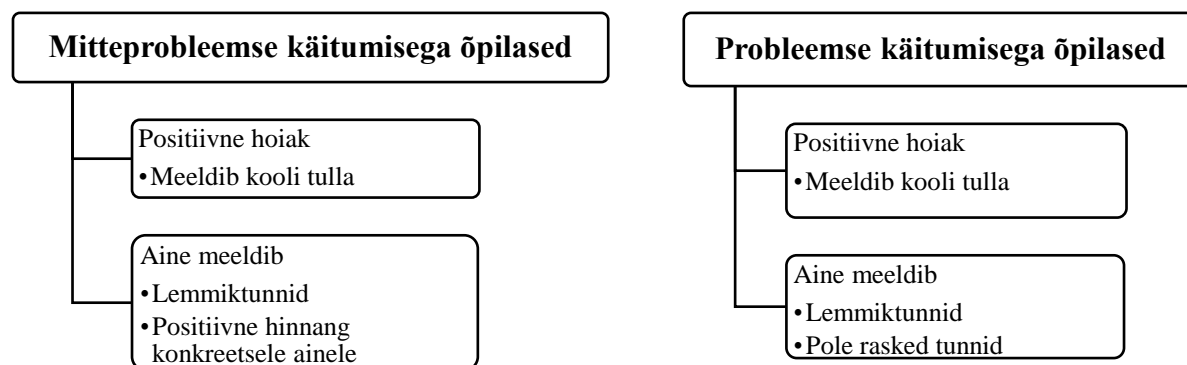 Mitteprobleemse käitumisega õpilased
Positiivne hoiak
•Meeldib kooli tulla
Aine meeldib
•Lemmiktunnid
•Positiivne hinnang
konkreetsele ainele
Probleemse käitumisega õpilased
Positiivne hoiak
•Meeldib kooli tulla
Aine meeldib
•Lemmiktunnid
•Pole rasked tunnid